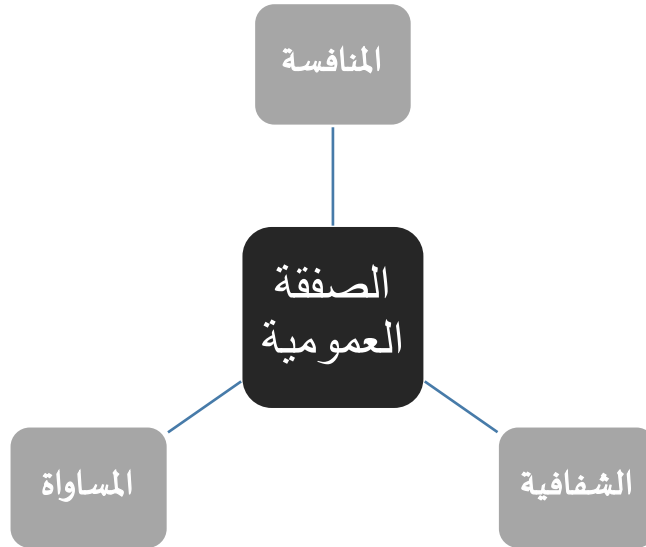 المنافسة
الصفقة
العمومية
الشفافية
المساواة